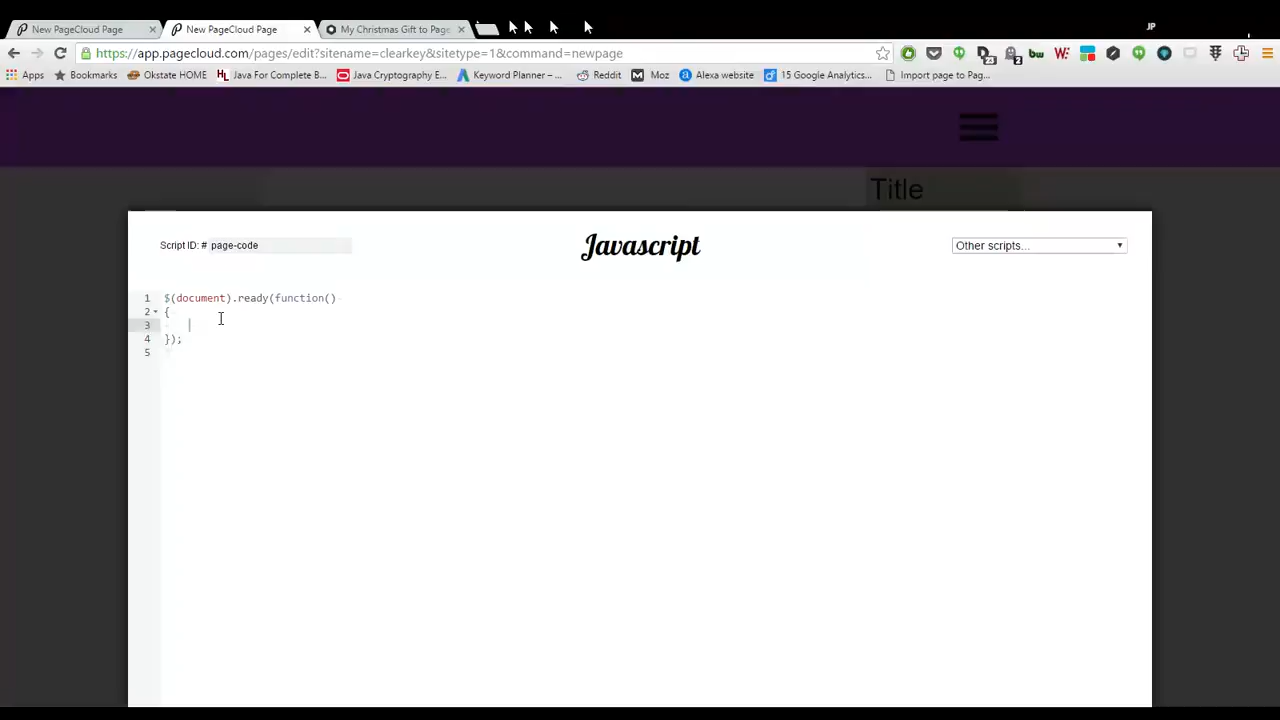 New PageCloud Page
New PageCloud Page
My Christmas Gift to Page
JP
https://app.pagecloud.com/pages/edit?sitename=clearkey&sitetype=1&command=newpage
Apps
Bookmarks
Okstate HOME
Java For Complete B...
Java Cryptography E...
Keyword Planner – ...
Reddit
Moz
Alexa website
15 Google Analytics...
Import page to Pag...
Title
Script ID: # page-code
Javascript
Other scripts...
1 $(document).ready(function()
2 {
3
4 });
5